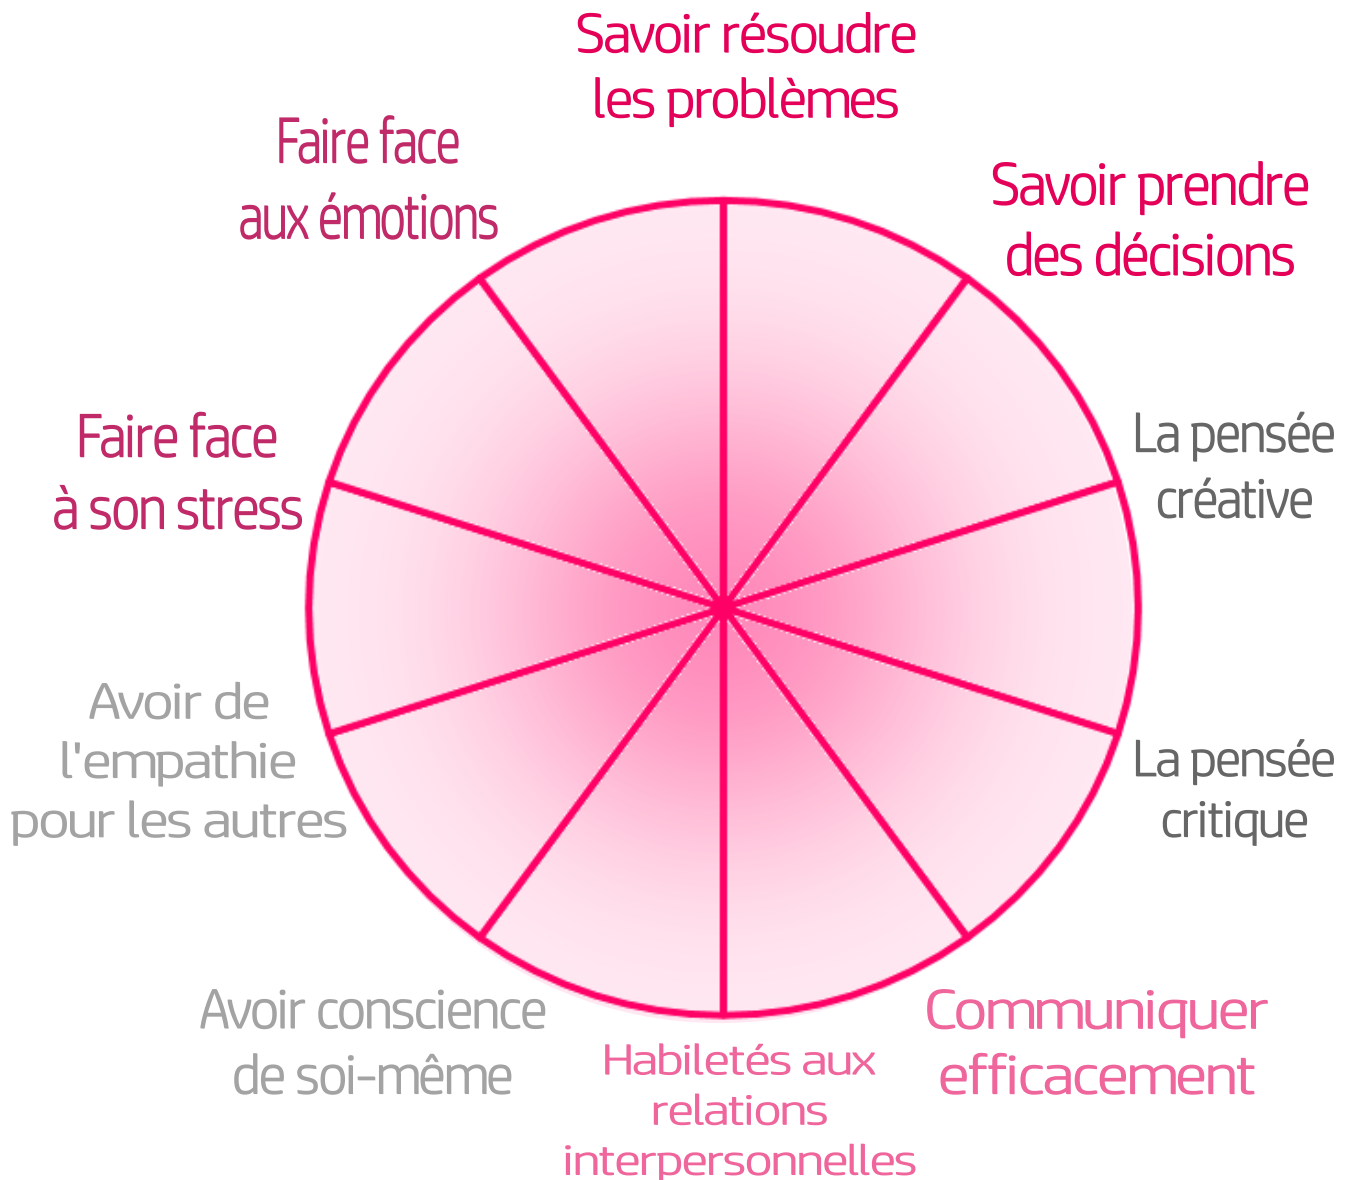 Savoir résoudre
les problèmes
Savoir prendre
des décisions
La pensée
créative
La pensée
critique
Communiquer
efficacement
Habiletés aux
relations
interpersonnelles
Avoir conscience
de soi-même
Avoir de
l'empathie
pour les autres
Faire face
à son stress
Faire face
aux émotions